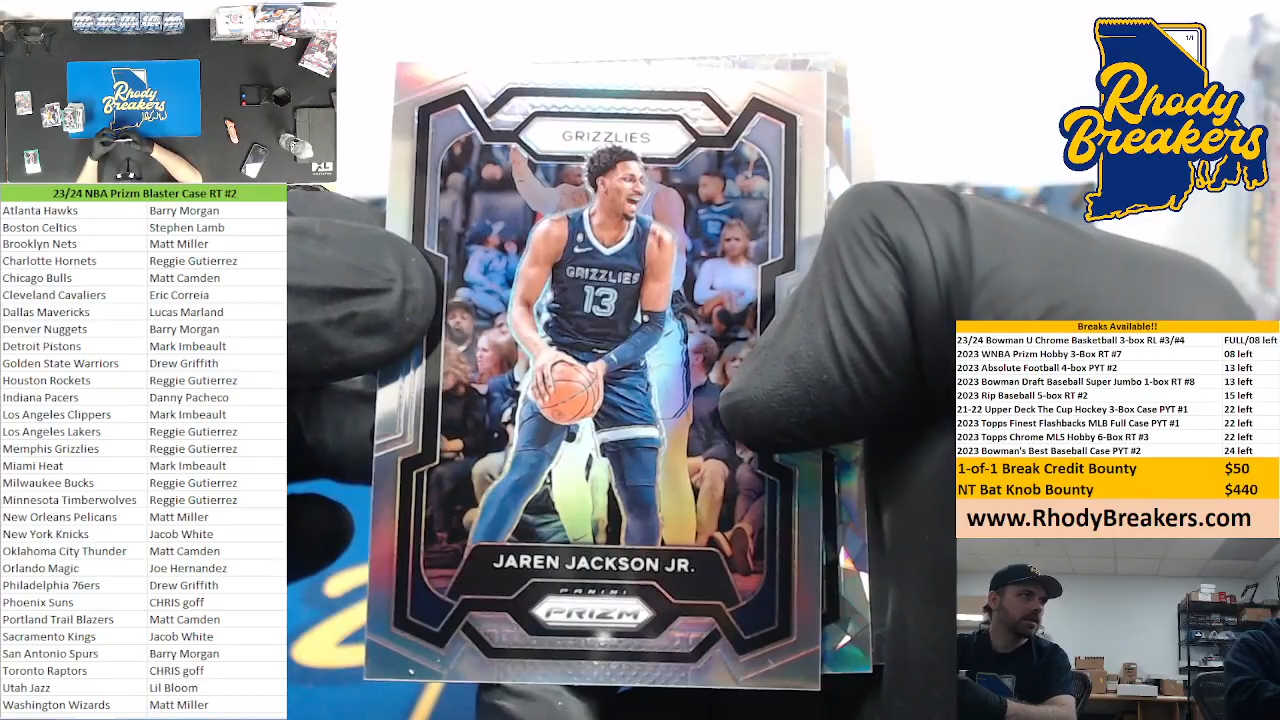 Rhody
Breakers
23/24 NBA Prizm Blaster Case RT #2
Atlanta Hawks Barry Morgan
Boston Celtics Stephen Lamb
Brooklyn Nets Matt Miller
Charlotte Hornets Reggie Gutierrez
Chicago Bulls Matt Camden
Cleveland Cavaliers Eric Correia
Dallas Mavericks Lucas Marland
Denver Nuggets Barry Morgan
Detroit Pistons Mark Imbeault
Golden State Warriors Drew Griffith
Houston Rockets Reggie Gutierrez
Indiana Pacers Danny Pacheco
Los Angeles Clippers Mark Imbeault
Los Angeles Lakers Reggie Gutierrez
Memphis Grizzlies Reggie Gutierrez
Miami Heat Mark Imbeault
Milwaukee Bucks Reggie Gutierrez
Minnesota Timberwolves Reggie Gutierrez
New Orleans Pelicans Matt Miller
New York Knicks Jacob White
Oklahoma City Thunder Matt Camden
Orlando Magic Joe Hernandez
Philadelphia 76ers Drew Griffith
Phoenix Suns CHRIS goff
Portland Trail Blazers Matt Camden
Sacramento Kings Jacob White
San Antonio Spurs Barry Morgan
Toronto Raptors CHRIS goff
Utah Jazz Lil Bloom
Washington Wizards Matt Miller
GRIZZLIES
GRIZZLIES
13
JAREN JACKSON JR.
PANINI
PRIZM
1/1
Rhody
Breakers
Breaks Available!!
23/24 Bowman U Chrome Basketball 3-box RL #3/#4 FULL/08 left
2023 WNBA Prizm Hobby 3-Box RT #7 08 left
2023 Absolute Football 4-box PYT #2 13 left
2023 Bowman Draft Baseball Super Jumbo 1-box RT #8 13 left
2023 Rip Baseball 5-box RT #2 15 left
21-22 Upper Deck The Cup Hockey 3-Box Case PYT #1 22 left
2023 Topps Finest Flashbacks MLB Full Case PYT #1 22 left
2023 Topps Chrome MLS Hobby 6-Box RT #3 22 left
2023 Bowman's Best Baseball Case PYT #2 24 left
1-of-1 Break Credit Bounty $50
NT Bat Knob Bounty $440
www.RhodyBreakers.com